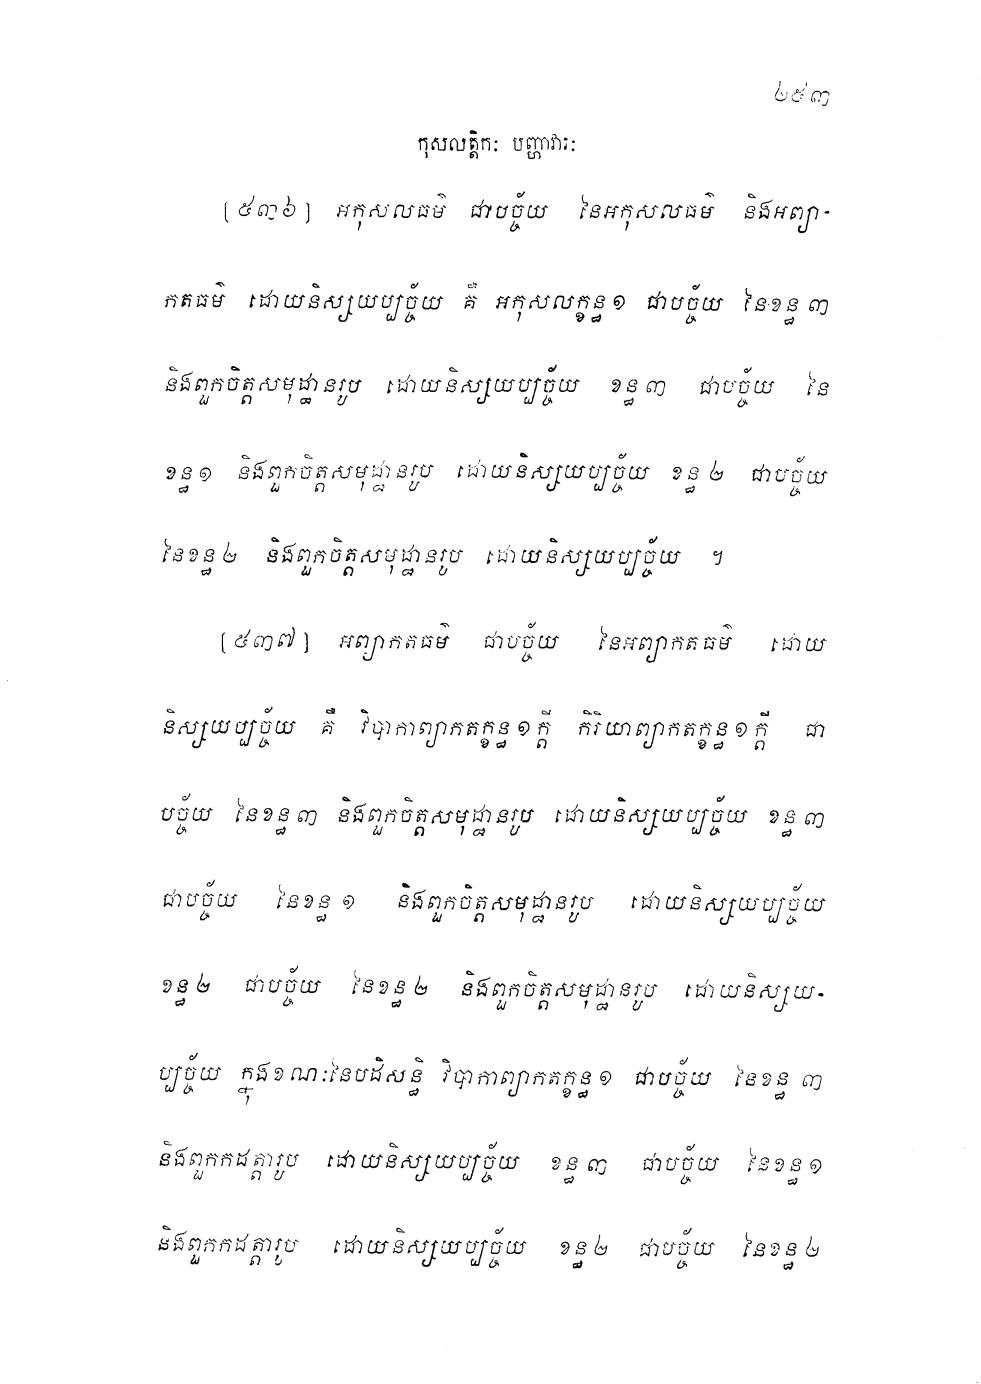 ២៥៣
កុសលត្តិកៈ បញ្ហាវារៈ
[៥៣៦] អកុសលធម៌ ជាបច្ច័យ នៃអកុសលធម៌ និងអព្យា-
កតធម៌ ដោយនិស្សយប្បច្ច័យ គឺ អកុសលក្ខន្ធ១ ជាបច្ច័យ នៃខន្ធ ៣
និងពួកចិត្តសមុដ្ឋានរូប ដោយនិស្សយប្បច្ច័យ ខន្ធ ៣ ជាបច្ច័យ នៃ
ខន្ធ១ និងពួកចិត្តសមុដ្ឋានរូប ដោយនិស្សយប្បច្ច័យ ខន្ធ ២ ជាបច្ច័យ
នៃខន្ធ២ និងពួកចិត្តសមុដ្ឋានរូប ដោយនិស្សយប្បច្ច័យ ។
[៥៣៧] អព្យាកតធម៌ ជាបច្ច័យ នៃអព្យាកតធម៌ ដោយ
និស្សយប្បច្ច័យ គឺ វិបាកាព្យាកតក្ខន្ធ១ក្តី កិរិយាព្យាកតក្ខន្ធ១ក្តី ជា
បច្ច័យ នៃខន្ធ៣ និងពួកចិត្តសមុដ្ឋានរូប ដោយនិស្សយប្បច្ច័យ ខន្ធ៣
ជាបច្ច័យ នៃខន្ធ ១ និងពួកចិត្តសមុដ្ឋានរូប ដោយនិស្សយប្បច្ច័យ
ខន្ធ២ ជាបច្ច័យ នៃខន្ធ២ និងពួកចិត្តសមុដ្ឋានរូប ដោយនិស្សយ-
ប្បច្ច័យ ក្នុងខណៈនៃបដិសន្ធិ វិបាកាព្យាកតក្ខន្ធ១ ជាបច្ច័យ នៃខន្ធ ៣
និងពួកកដត្តារូប ដោយនិស្សយប្បច្ច័យ ខន្ធ៣ ជាបច្ច័យ នៃខន្ធ១
និងពួកកដត្តារូប ដោយនិស្សយប្បច្ច័យ ខន្ធ២ ជាបច្ច័យ នៃខន្ធ២